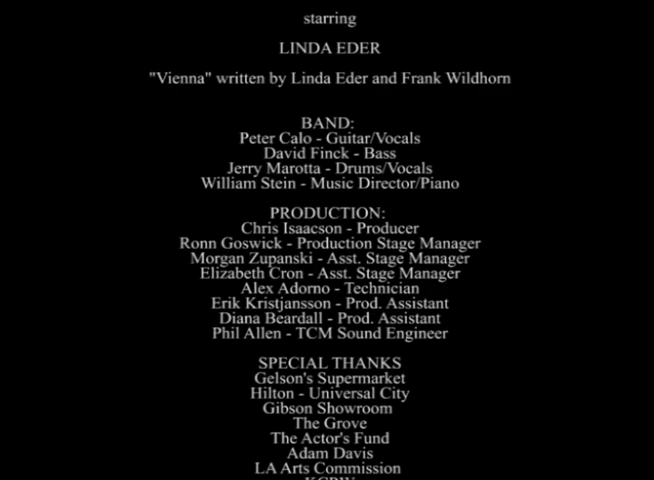 starring
LINDA EDER
"Vienna" written by Linda Eder and Frank Wildhorn
BAND:
Peter Calo - Guitar/Vocals
David Finck - Bass
Jerry Marotta - Drums/Vocals
William Stein - Music Director/Piano
PRODUCTION:
Chris Isaacson - Producer
Ronn Goswick - Production Stage Manager
Morgan Zupanski - Asst. Stage Manager
Elizabeth Cron - Asst. Stage Manager
Alex Adorno - Technician
Erik Kristjansson - Prod. Assistant
Diana Beardall - Prod. Assistant
Phil Allen - TCM Sound Engineer
SPECIAL THANKS
Gelson's Supermarket
Hilton - Universal City
Gibson Showroom
The Grove
The Actor's Fund
Adam Davis
LA Arts Commission